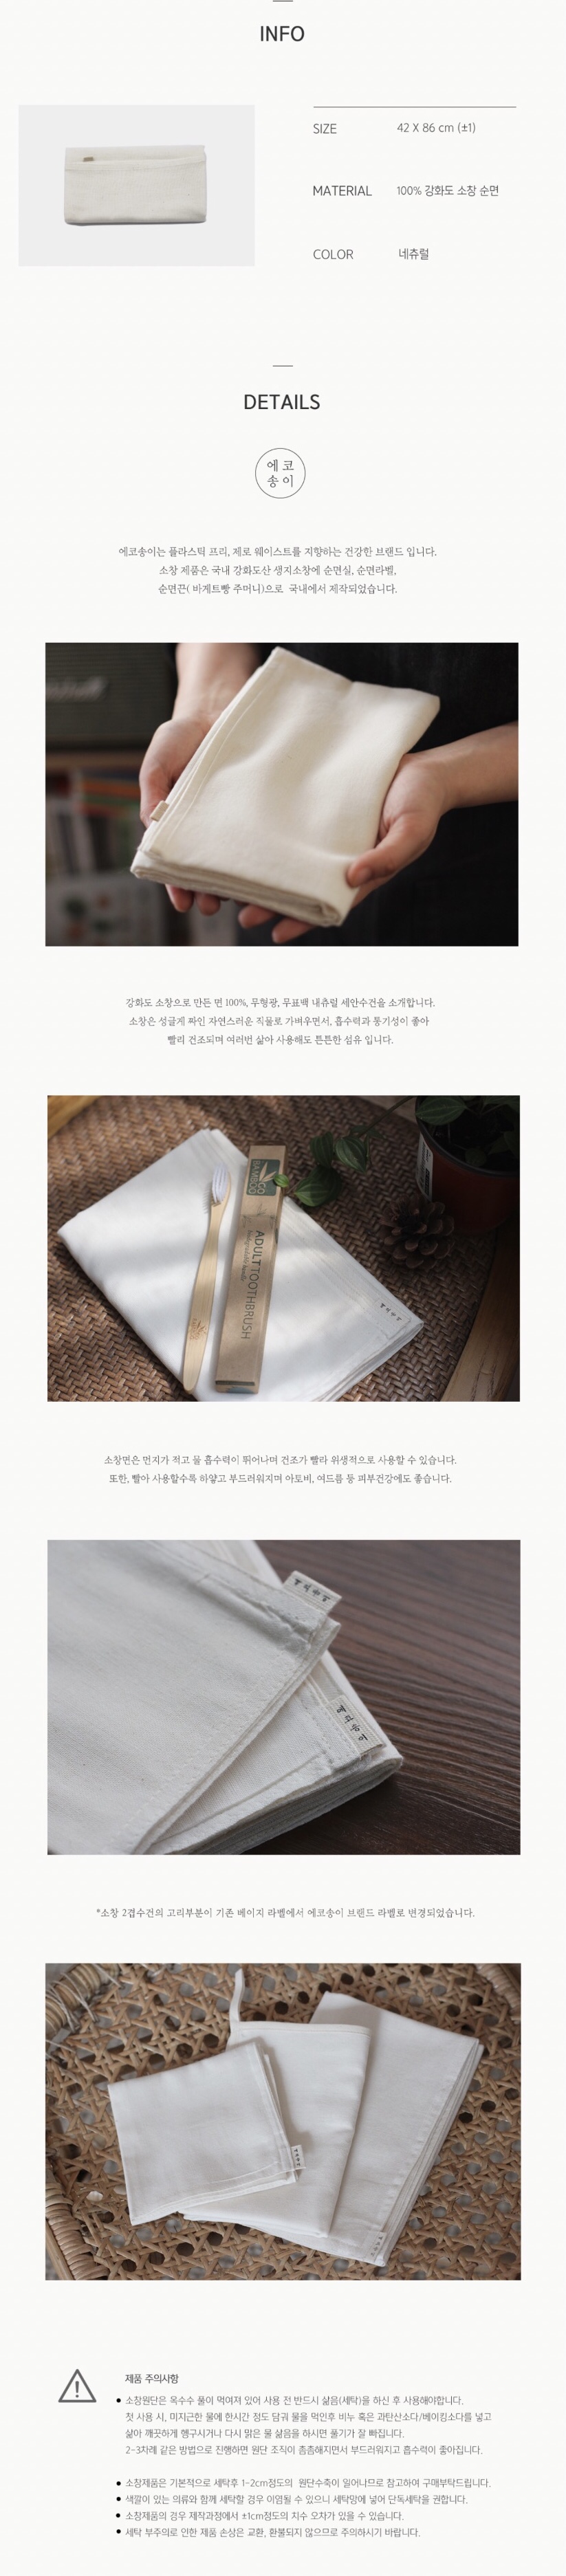 INFO
SIZE 42 X 86 cm (±1)
MATERIAL 100% 강화도 소창 순면
COLOR 네츄럴
DETAILS
에코
송이
에코송이는 플라스틱 프리, 제로 웨이스트를 지향하는 건강한 브랜드 입니다.
소창 제품은 국내 강화도산 생지소창에 순면실, 순면라벨,
순면끈( 바게트빵 주머니)으로 국내에서 제작되었습니다.
강화도 소창으로 만든 면 100%, 무형광, 무표백 내츄럴 세안수건을 소개합니다.
소창은 성글게 짜인 자연스러운 직물로 가벼우면서, 흡수력과 통기성이 좋아
빨리 건조되며 여러번 삶아 사용해도 튼튼한 섬유 입니다.
ECO
BAMBOO
ADULT TOOTHBRUSH
에코송이
소창면은 먼지가 적고 물 흡수력이 뛰어나며 건조가 빨라 위생적으로 사용할 수 있습니다.
또한, 빨아 사용할수록 하얗고 부드러워지며 아토비, 여드름 등 피부건강에도 좋습니다.
에코송이
에코송이
*소창 2겹수건의 고리부분이 기존 베이지 라벨에서 에코송이 브랜드 라벨로 변경되었습니다.
에코송이
제품 주의사항
소창원단은 옥수수 풀이 먹여져 있어 사용 전 반드시 삶음(세탁)을 하신 후 사용해야합니다.
첫 사용 시, 미지근한 물에 한시간 정도 담궈 물을 먹인후 비누 혹은 과탄산소다/베이킹소다를 넣고
삶아 깨끗하게 헹구시거나 다시 맑은 물 삶음을 하시면 풀기가 잘 빠집니다.
2-3차례 같은 방법으로 진행하면 원단 조직이 촘촘해지면서 부드러워지고 흡수력이 좋아집니다.
소창제품은 기본적으로 세탁후 1-2cm정도의 원단수축이 일어나므로 참고하여 구매부탁드립니다.
색깔이 있는 의류와 함께 세탁할 경우 이염될 수 있으니 세탁망에 넣어 단독세탁을 권합니다.
소창제품의 경우 제작과정에서 ±1cm정도의 치수 오차가 있을 수 있습니다.
세탁 부주의로 인한 제품 손상은 교환, 환불되지 않으므로 주의하시기 바랍니다.